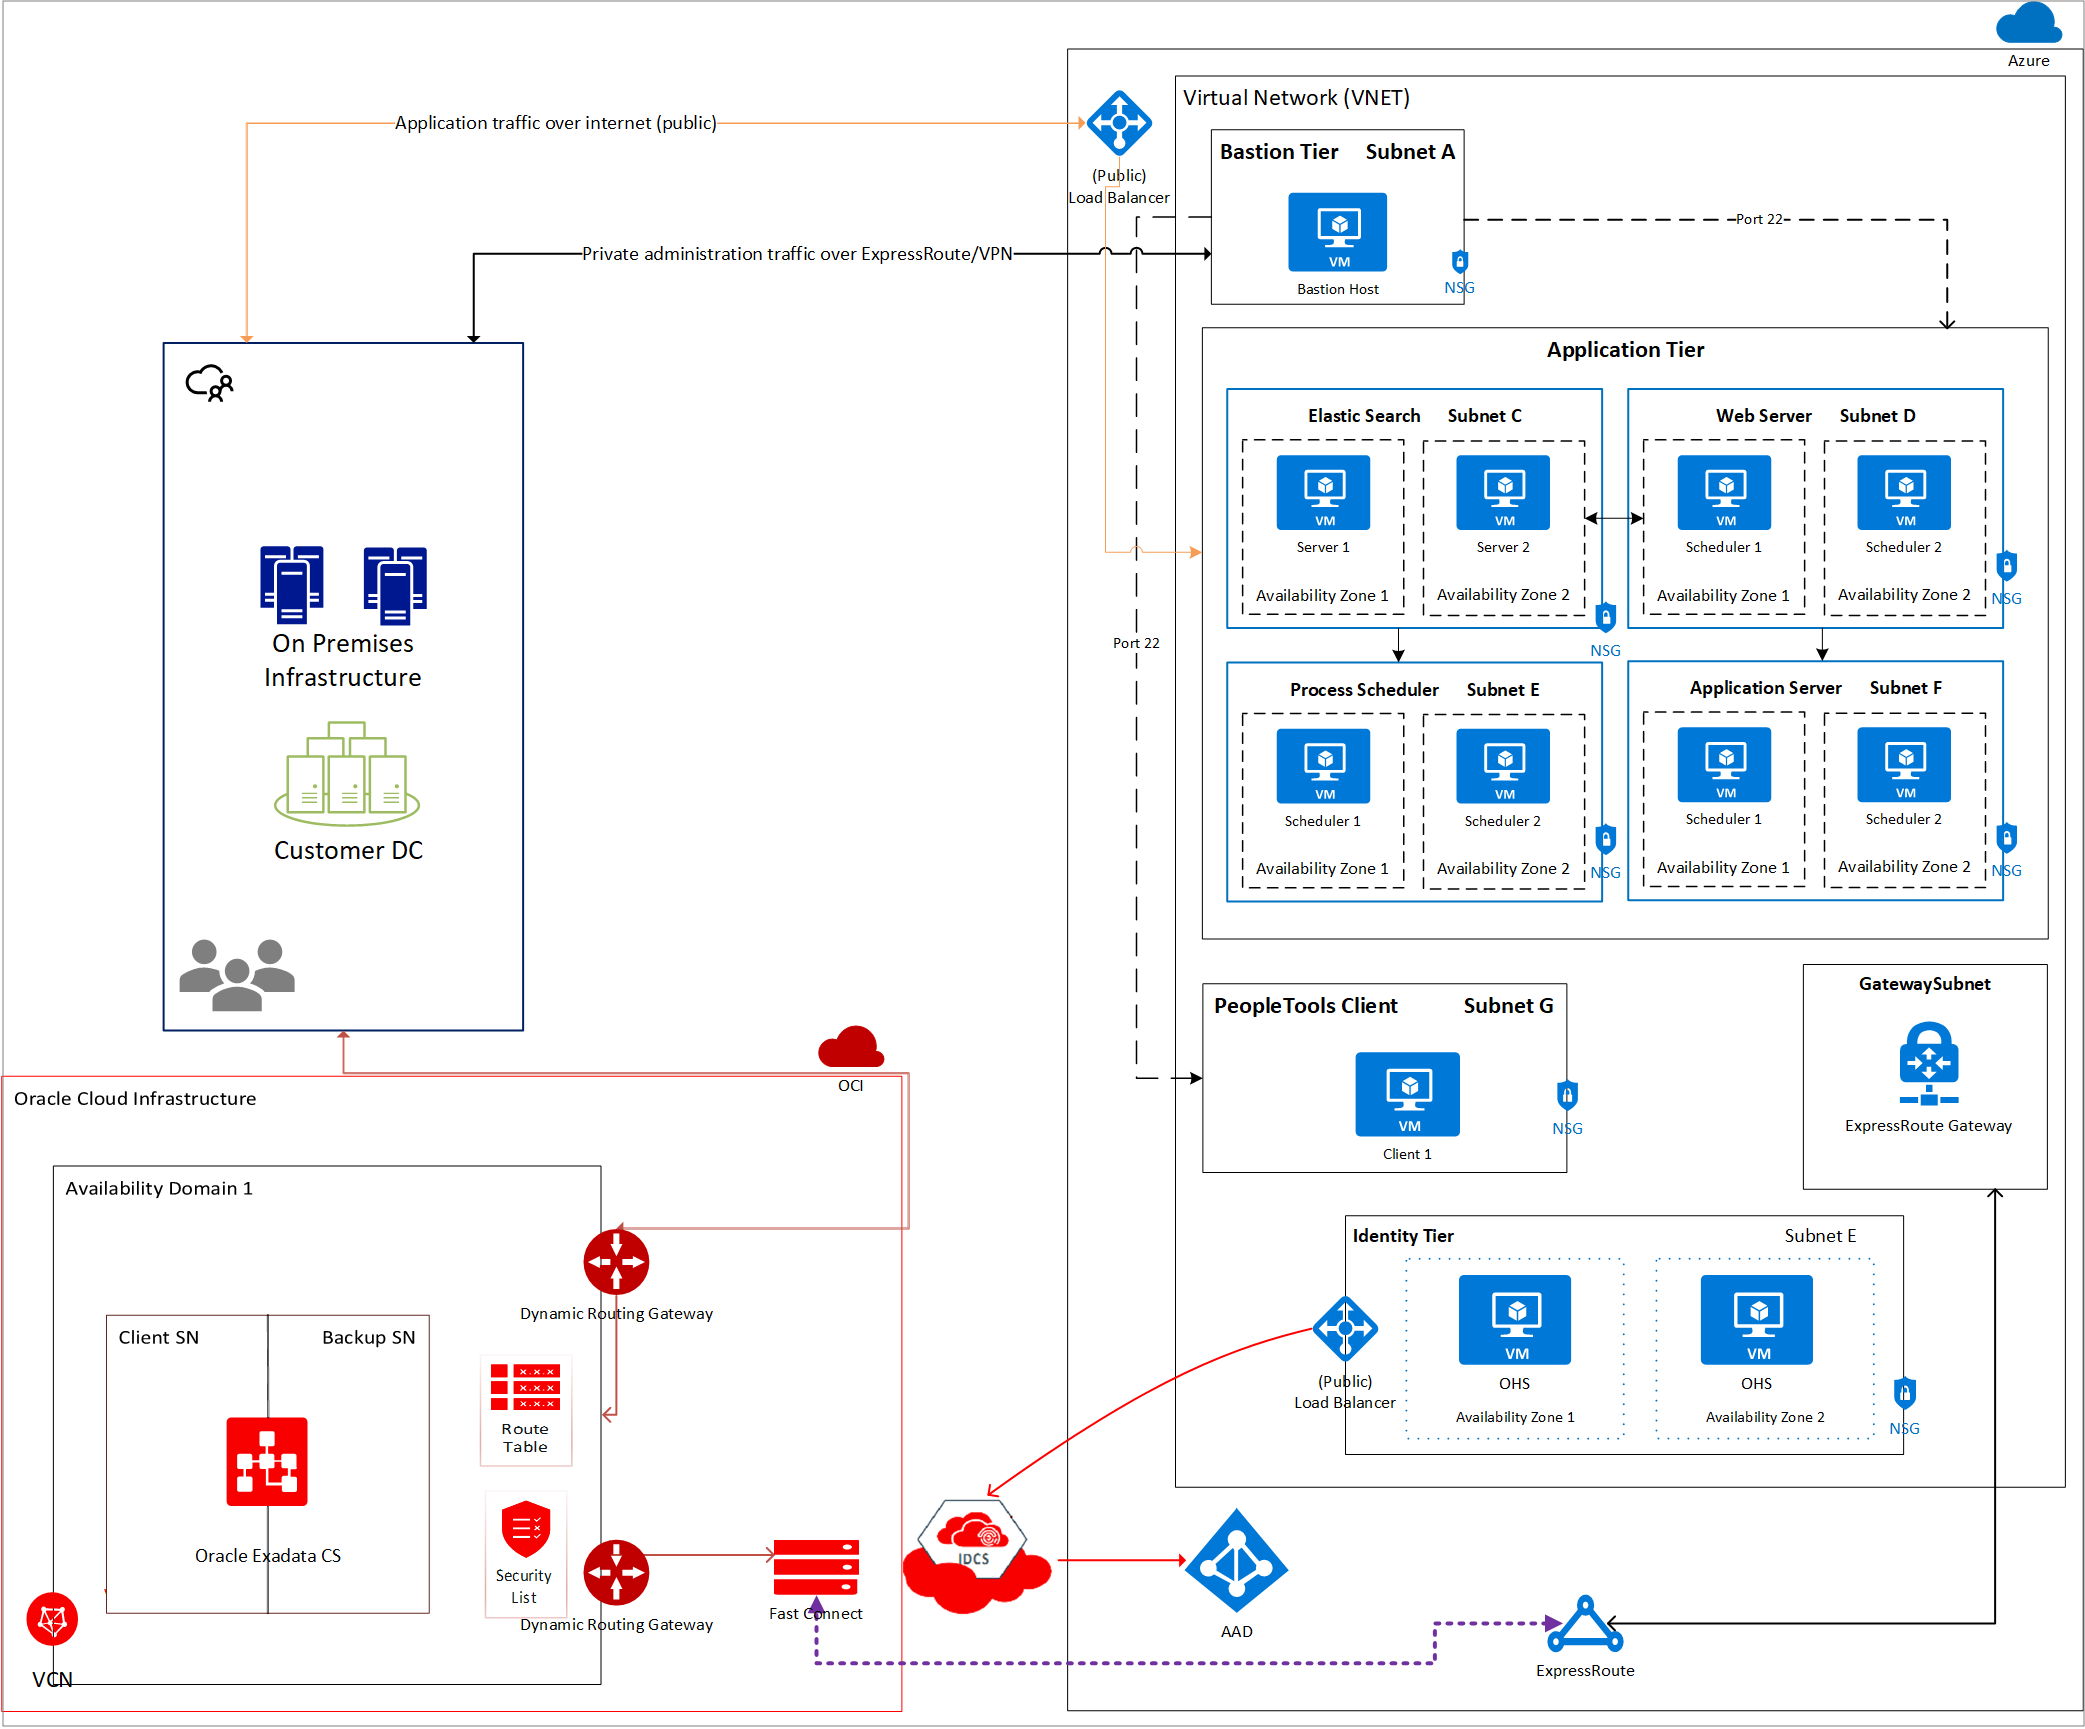 Azure
Virtual Network (VNET)
Application traffic over internet (public)
(Public)
Load Balancer
Bastion Tier Subnet A
VM
Bastion Host
NSG
Port 22
Private administration traffic over ExpressRoute/VPN
Application Tier
Elastic Search Subnet C
VM
Server 1
Availability Zone 1
VM
Server 2
Availability Zone 2
NSG
Web Server Subnet D
VM
Scheduler 1
Availability Zone 1
VM
Scheduler 2
Availability Zone 2
NSG
Port 22
Process Scheduler Subnet E
VM
Scheduler 1
Availability Zone 1
VM
Scheduler 2
Availability Zone 2
NSG
Application Server Subnet F
VM
Scheduler 1
Availability Zone 1
VM
Scheduler 2
Availability Zone 2
NSG
On Premises
Infrastructure
Customer DC
PeopleTools Client Subnet G
VM
Client 1
NSG
GatewaySubnet
ExpressRoute Gateway
Identity Tier Subnet E
(Public)
Load Balancer
VM
OHS
Availability Zone 1
VM
OHS
Availability Zone 2
NSG
OCI
Oracle Cloud Infrastructure
Availability Domain 1
Dynamic Routing Gateway
Client SN Backup SN
x.x.x
x.x.x
x.x.x
Route
Table
Oracle Exadata CS
Security
List
Dynamic Routing Gateway
Fast Connect
VCN
IDCS
AAD
ExpressRoute